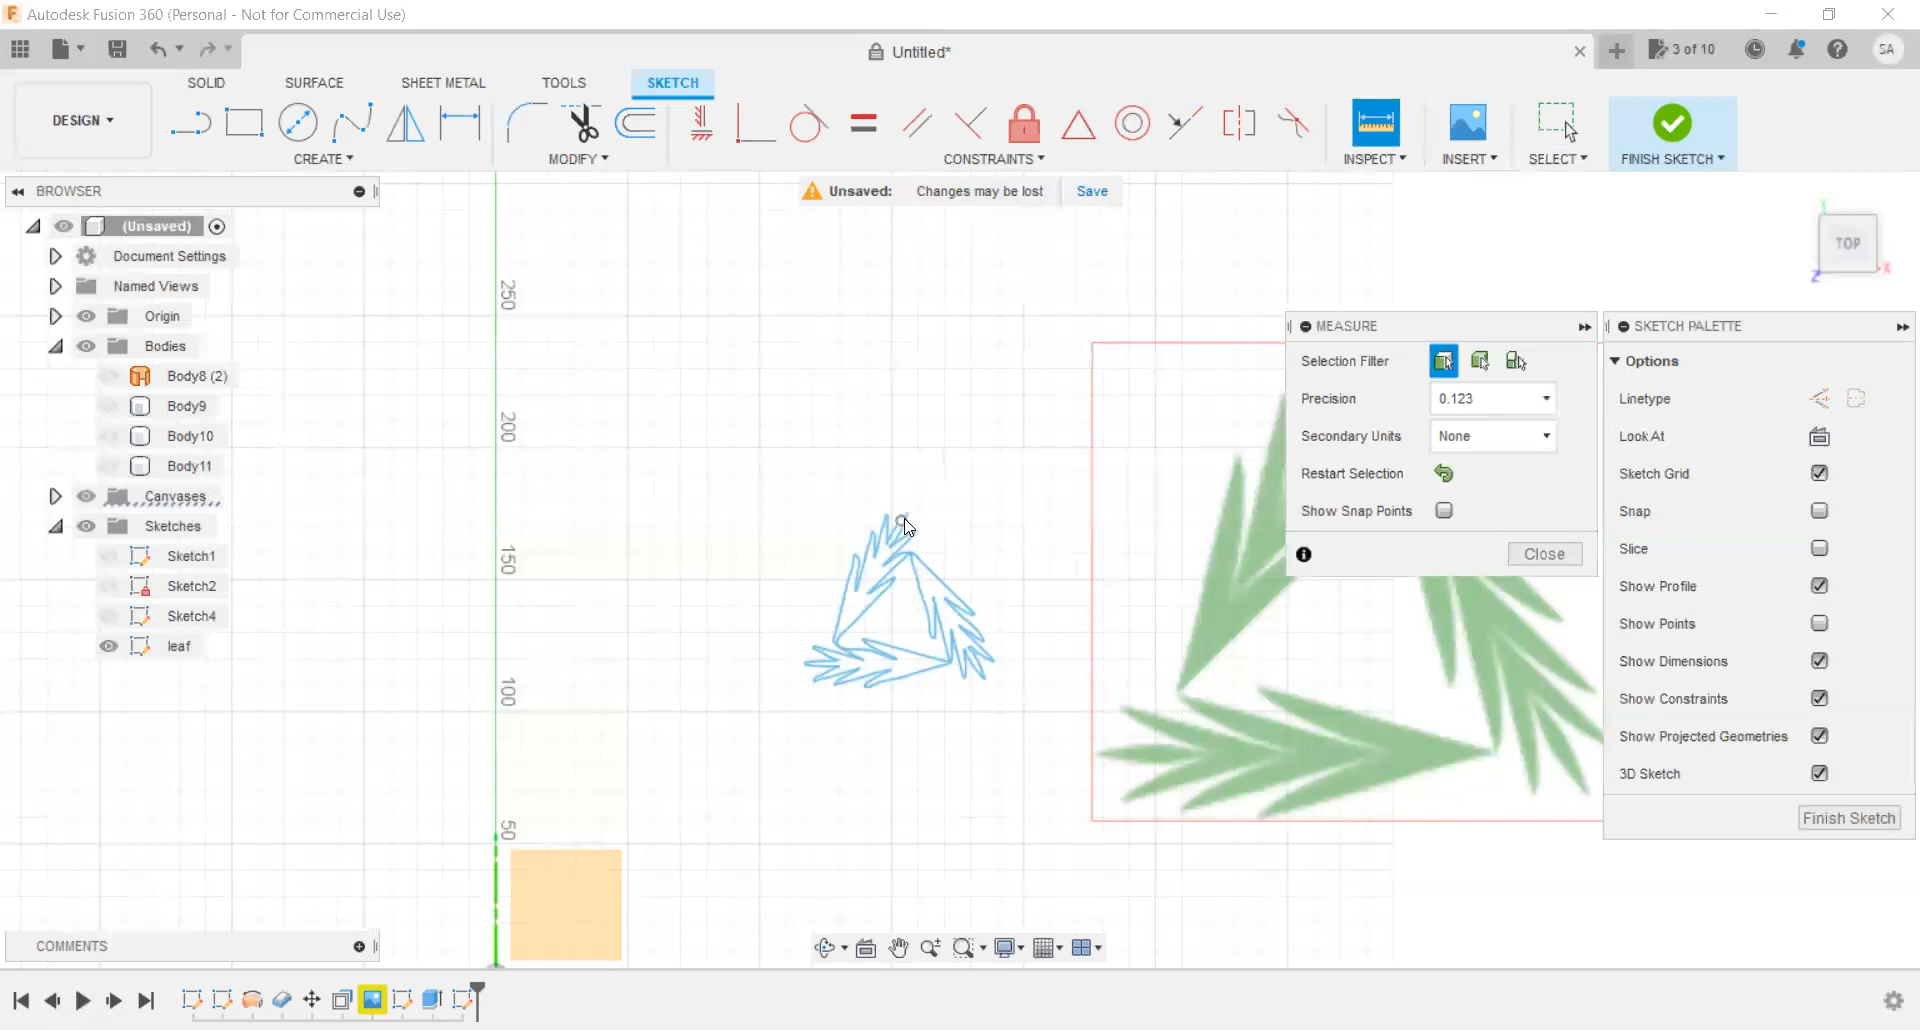 Autodesk Fusion 360 (Personal - Not for Commercial Use)
Untitled*
3 of 10
SA
SOLID SURFACE SHEET METAL TOOLS SKETCH
DESIGN
CREATE MODIFY CONSTRAINTS INSPECT INSERT SELECT FINISH SKETCH
BROWSER
Unsaved: Changes may be lost Save
(Unsaved)
Document Settings
Named Views
Origin
Bodies
Body8 (2)
Body9
Body10
Body11
Canvases
Sketches
Sketch1
Sketch2
Sketch4
leaf
250
200
150
100
50
Y
TOP
X
Z
MEASURE
Selection Filter
Precision 0.123
Secondary Units None
Restart Selection
Show Snap Points
Close
SKETCH PALETTE
Options
Linetype
Look At
Sketch Grid
Snap
Slice
Show Profile
Show Points
Show Dimensions
Show Constraints
Show Projected Geometries
3D Sketch
Finish Sketch
COMMENTS